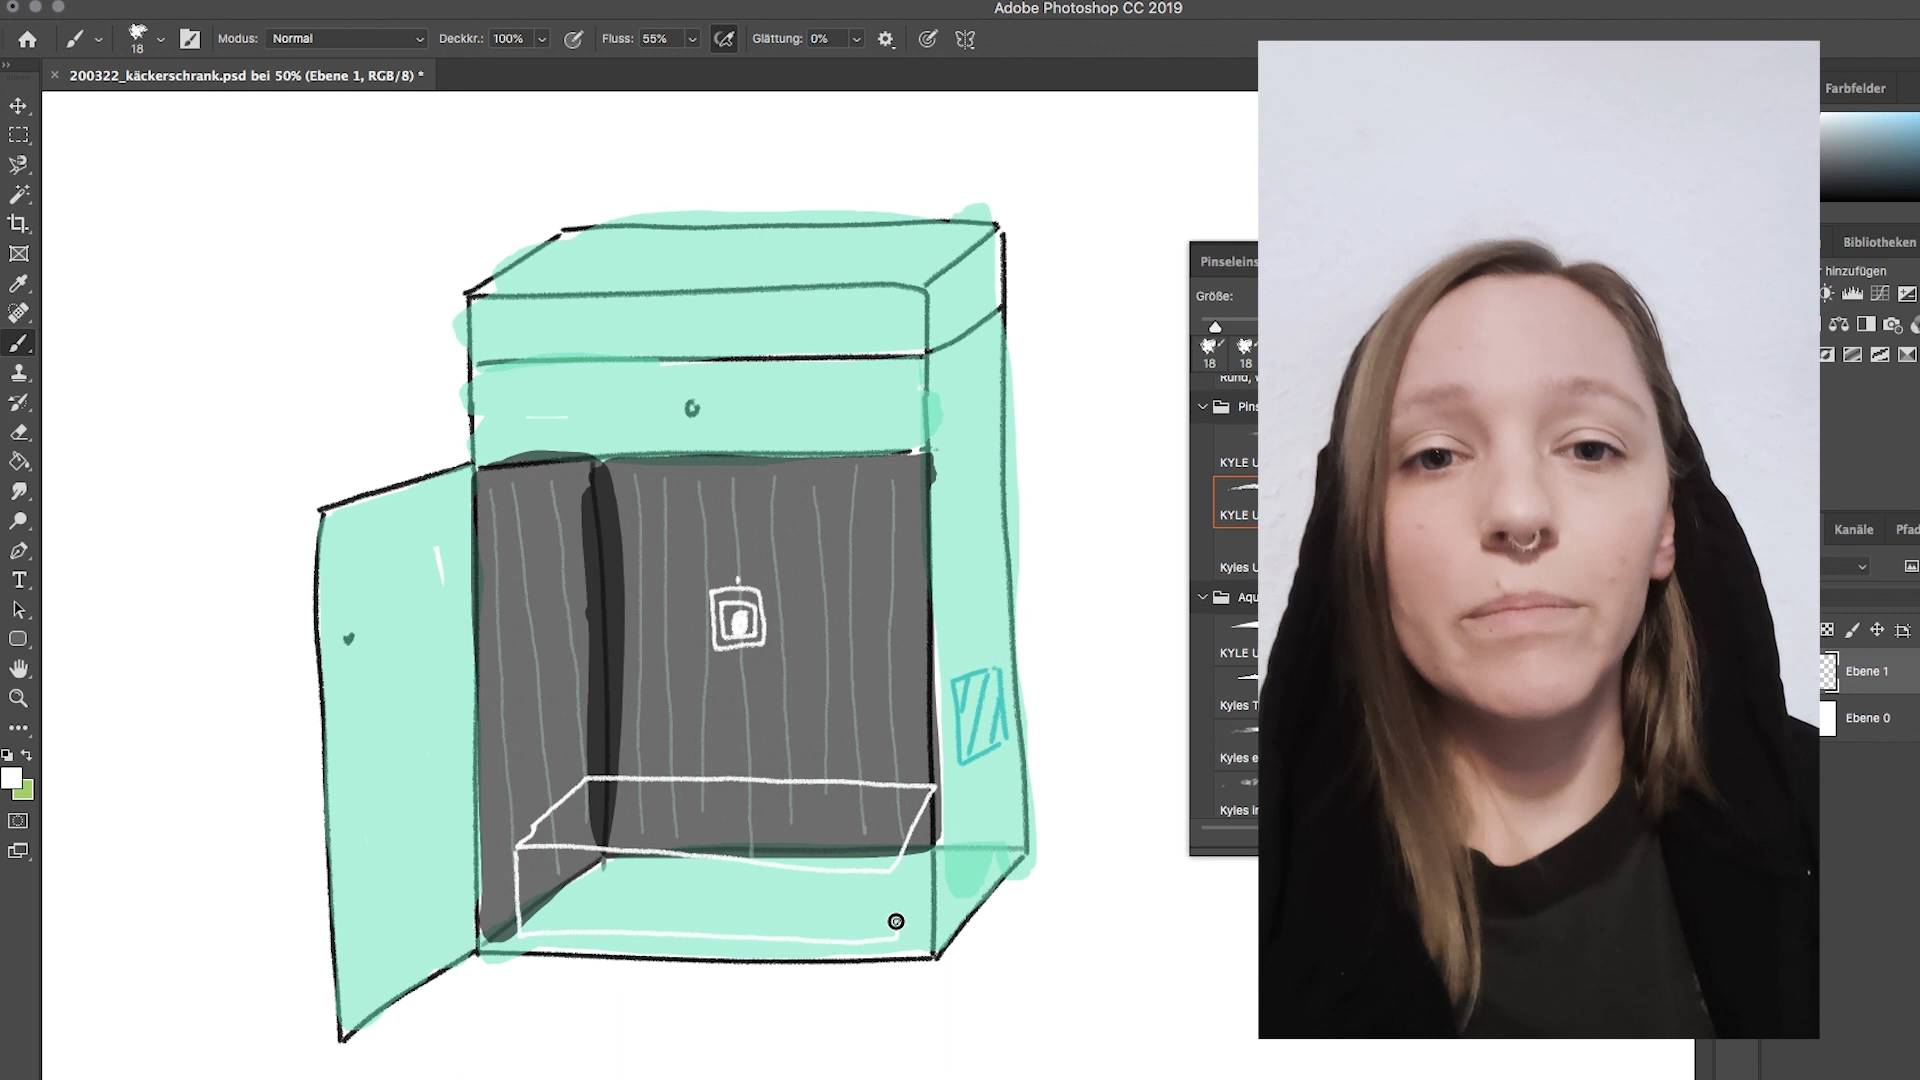 Adobe Photoshop CC 2019
18
Modus: Normal
Deckkr.: 100%
Fluss: 55%
Glättung: 0%
× 200322_käckerschrank.psd bei 50% (Ebene 1, RGB/8) *
Farbfelder
Bibliotheken
hinzufügen
Pinseleins
Größe:
18 18
Rund,
Pins
KYLE U
KYLE U
Kyles U
Aqu
KYLE U
Kyles T
Kyles e
Kyles in
Kanäle
Pfad
Ebene 1
Ebene 0